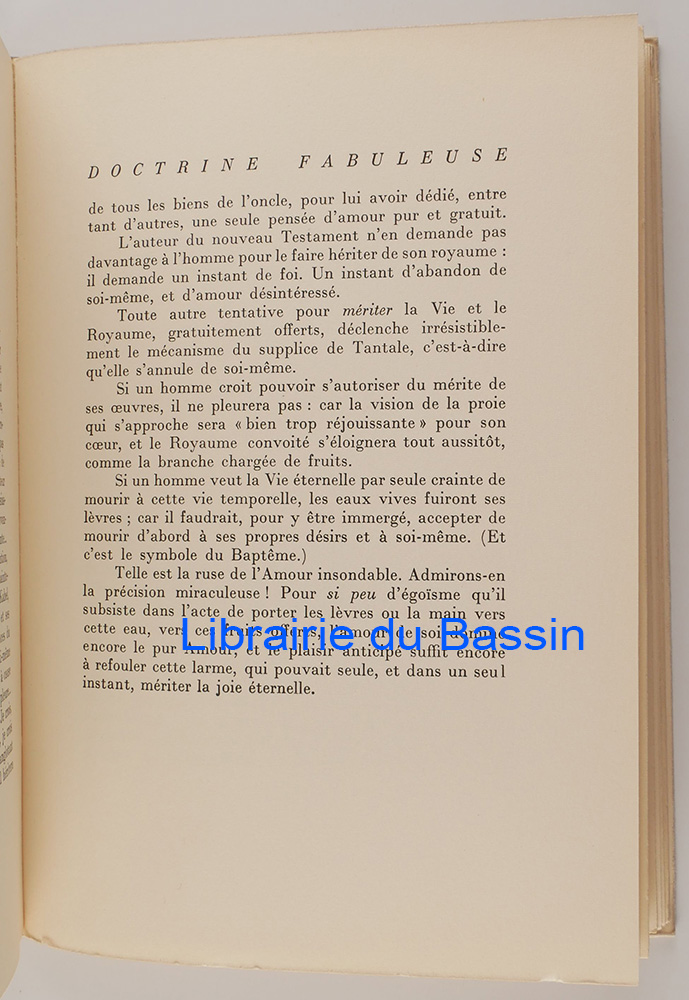 DOCTRINE FABULEUSE
de tous les biens de l'oncle, pour lui avoir dédié, entre
tant d'autres, une seule pensée d'amour pur et gratuit.
L'auteur du nouveau Testament n'en demande pas
davantage à l'homme pour le faire hériter de son royaume :
il demande un instant de foi. Un instant d'abandon de
soi-même, et d'amour désintéressé.
Toute autre tentative pour mériter la Vie et le
Royaume, gratuitement offerts, déclenche irrésistible-
ment le mécanisme du supplice de Tantale, c'est-à-dire
qu'elle s'annule de soi-même.
Si un homme croit pouvoir s'autoriser du mérite de
ses œuvres, il ne pleurera pas : car la vision de la proie
qui s'approche sera « bien trop réjouissante » pour son
cœur, et le Royaume convoité s'éloignera tout aussitôt,
comme la branche chargée de fruits.
Si un homme veut la Vie éternelle par seule crainte de
mourir à cette vie temporelle, les eaux vives fuiront ses
lèvres ; car il faudrait, pour y être immergé, accepter de
mourir d'abord à ses propres désirs et à soi-même. (Et
c'est le symbole du Baptême.)
Telle est la ruse de l'Amour insondable. Admirons-en
la précision miraculeuse ! Pour si peu d'égoïsme qu'il
subsiste dans l'acte de porter les lèvres ou la main vers
cette eau, vers ces fruits offerts, l'amour de soi domine
encore le pur Amour, et le plaisir anticipé suffit encore
à refouler cette larme, qui pouvait seule, et dans un seul
instant, mériter la joie éternelle.
Librairie du Bassin